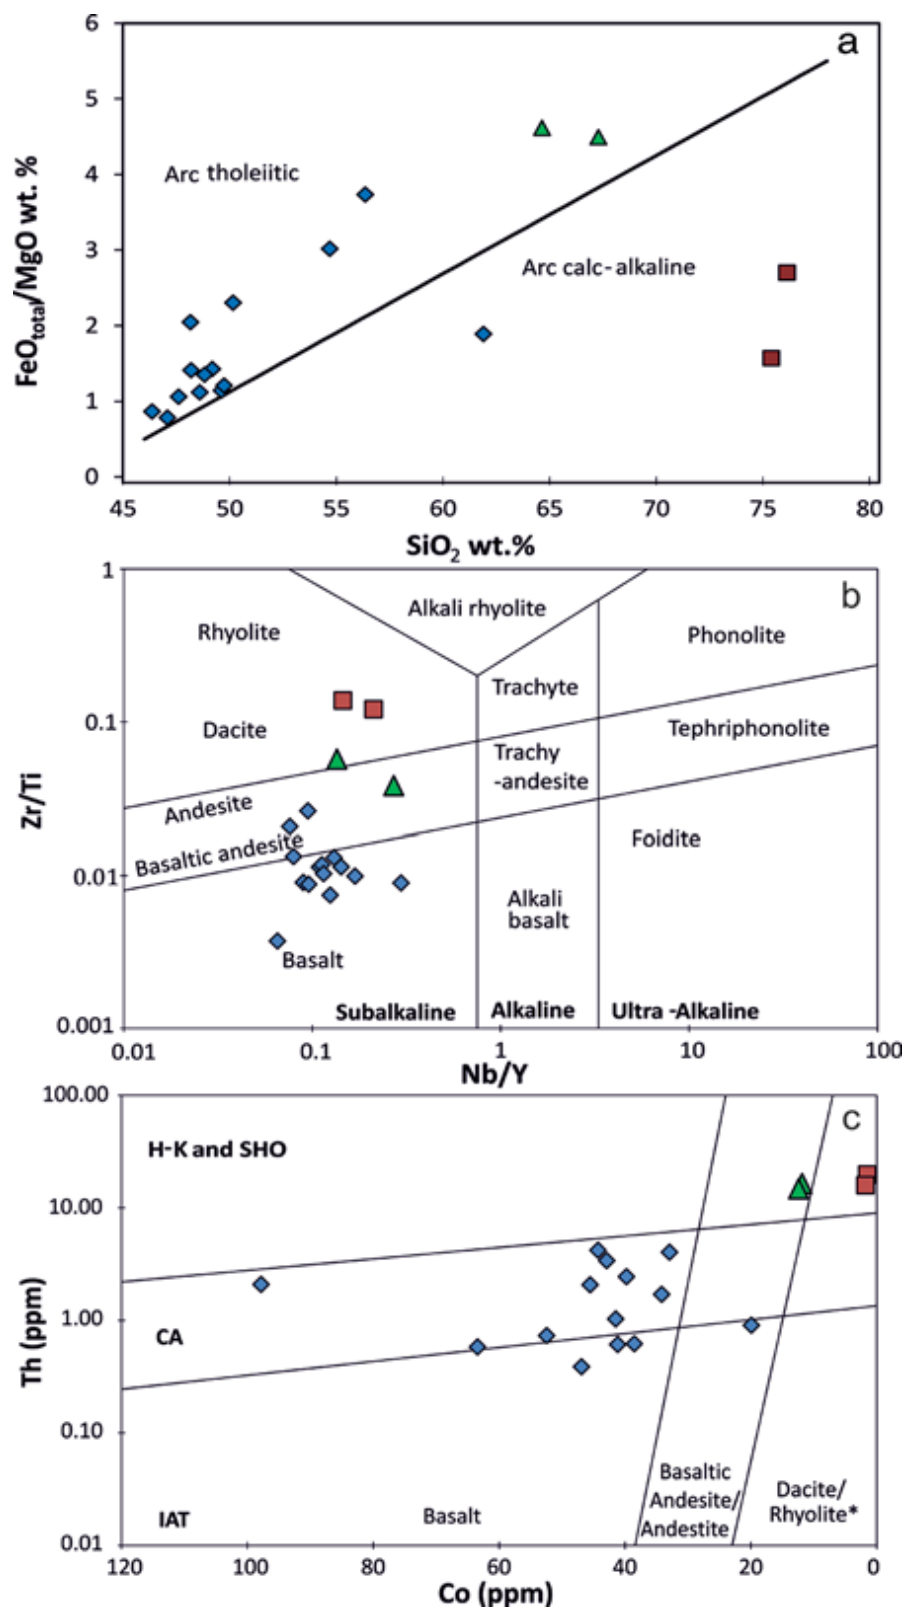 a
6
5
4
3
2
1
0
FeOtotal/MgO wt. %
Arc tholeiitic
Arc calc-alkaline
45 50 55 60 65 70 75 80
SiO2 wt.%
b
1
0.1
0.01
0.001
Zr/Ti
Alkali rhyolite
Rhyolite
Phonolite
Trachyte
Dacite
Tephriphonolite
Trachy
-andesite
Andesite
Basaltic andesite
Foidite
Alkali
basalt
Basalt
Subalkaline Alkaline Ultra -Alkaline
0.01 0.1 1 10 100
Nb/Y
c
100.00
10.00
1.00
0.10
0.01
Th (ppm)
H-K and SHO
CA
IAT
Basalt
Basaltic
Andesite/
Andestite
Dacite/
Rhyolite*
120 100 80 60 40 20 0
Co (ppm)